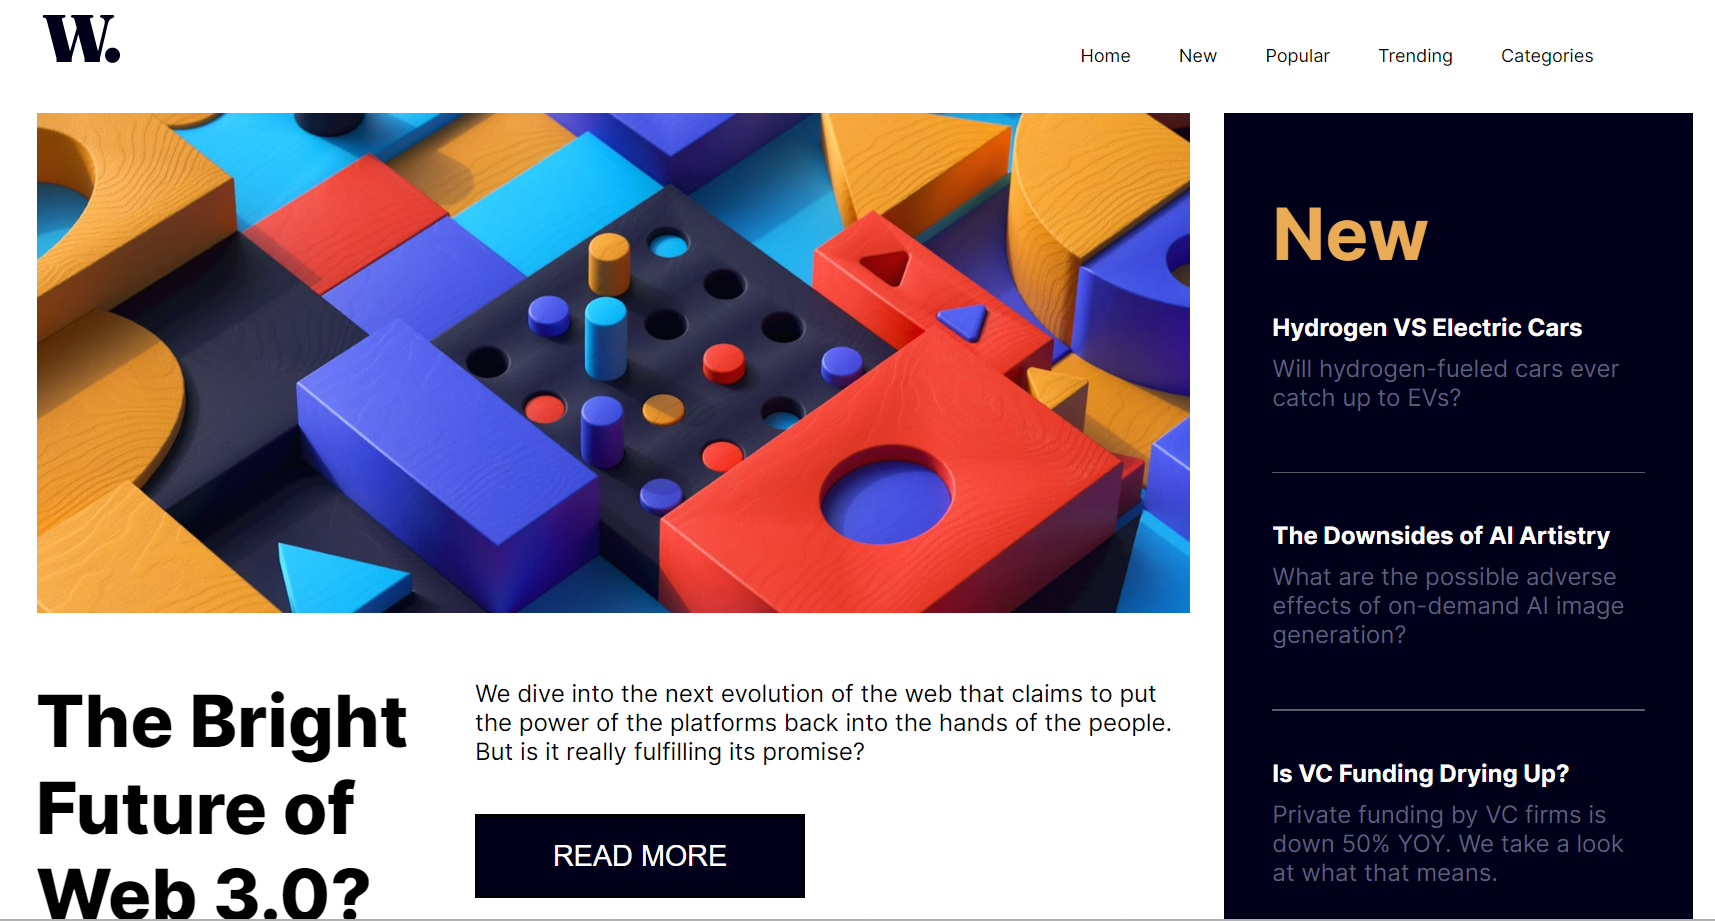 W.
Home New Popular Trending Categories
New
Hydrogen VS Electric Cars
Will hydrogen-fueled cars ever
catch up to EVs?
The Downsides of AI Artistry
What are the possible adverse
effects of on-demand AI image
generation?
Is VC Funding Drying Up?
Private funding by VC firms is
down 50% YOY. We take a look
at what that means.
The Bright
Future of
Web 3.0?
We dive into the next evolution of the web that claims to put
the power of the platforms back into the hands of the people.
But is it really fulfilling its promise?
READ MORE